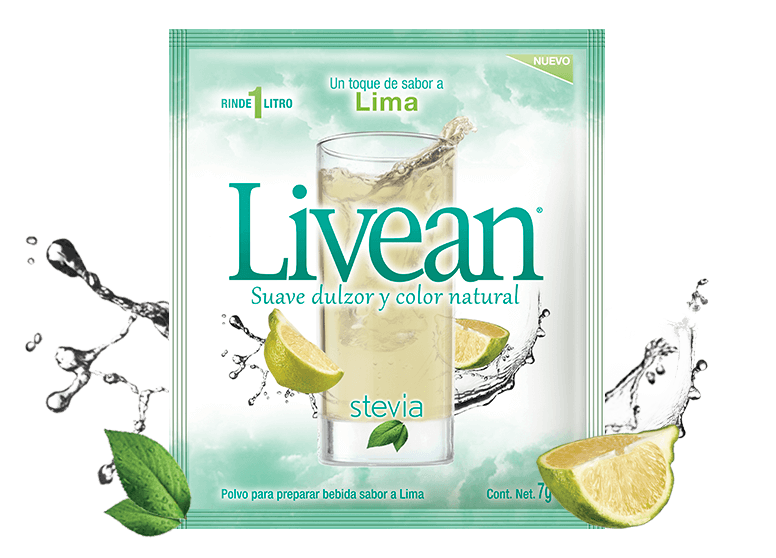 NUEVO
Un toque de sabor a
Lima
RINDE 1 LITRO
Livean®
Suave dulzor y color natural
stevia
Polvo para preparar bebida sabor a Lima
Cont. Net. 7g